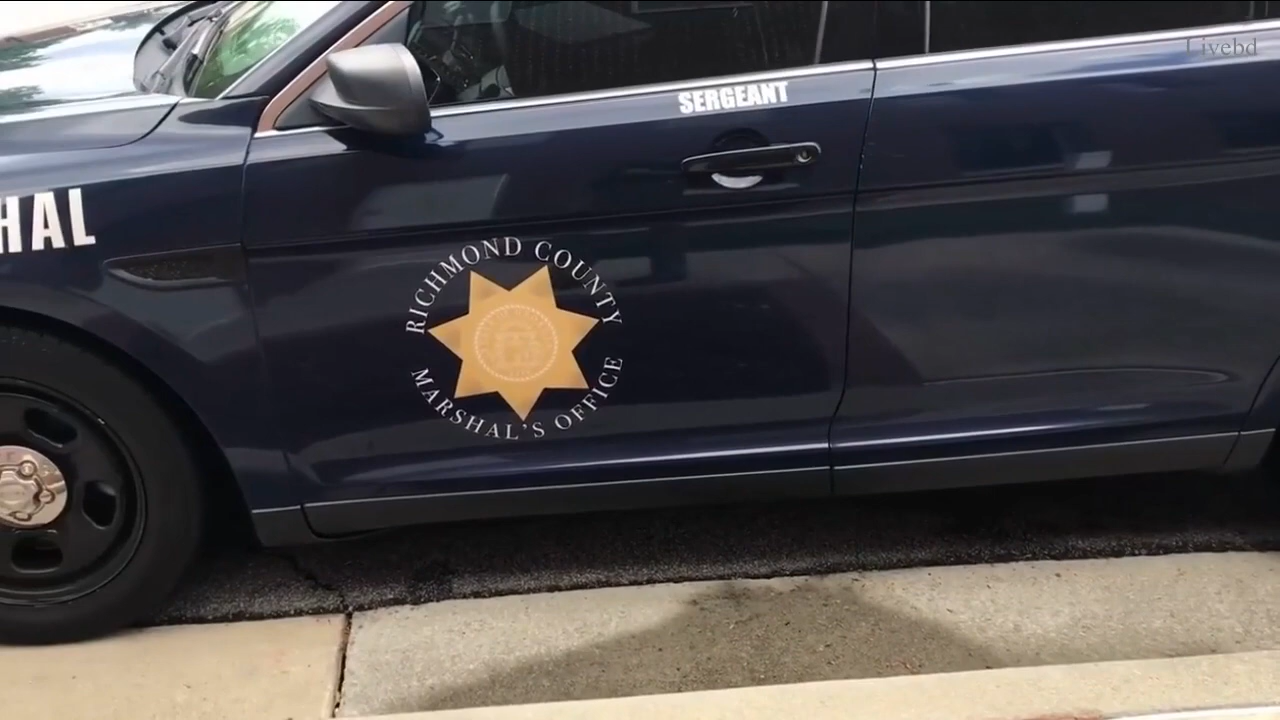 Livebd
SERGEANT
HAL
RICHMOND COUNTY
MARSHAL'S OFFICE